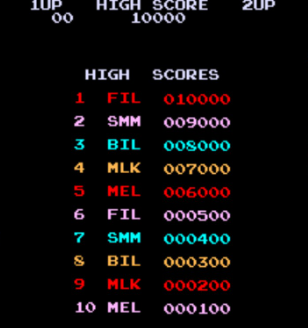 1UP HIGH SCORE 2UP
00 10000
HIGH SCORES
1 FIL 010000
2 SMM 009000
3 BIL 008000
4 MLK 007000
5 MEL 006000
6 FIL 000500
7 SMM 000400
8 BIL 000300
9 MLK 000200
10 MEL 000100